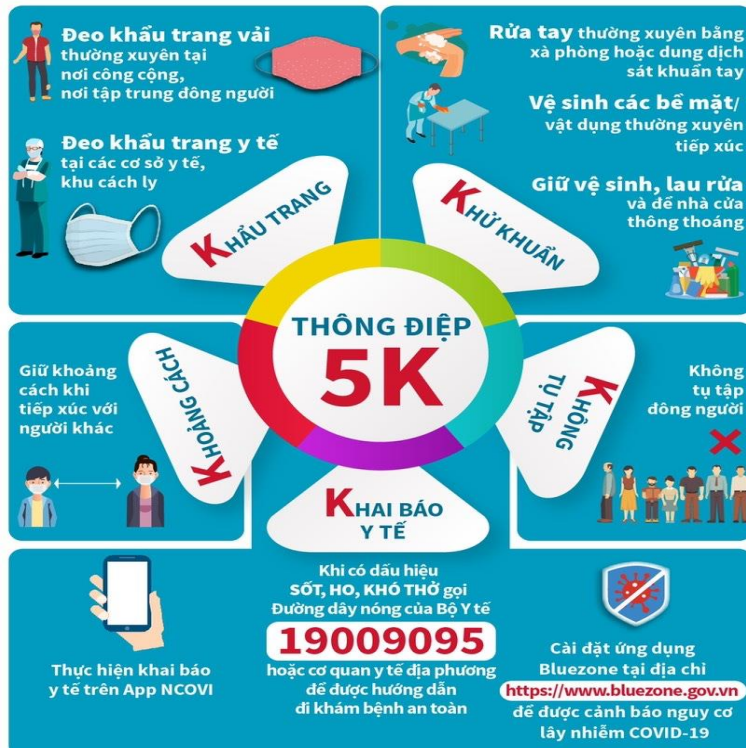 Đeo khẩu trang vải
thường xuyên tại
nơi công cộng,
nơi tập trung đông người
Đeo khẩu trang y tế
tại các cơ sở y tế,
khu cách ly
KHẨU TRANG
Rửa tay thường xuyên bằng
xà phòng hoặc dung dịch
sát khuẩn tay
Vệ sinh các bề mặt/
vật dụng thường xuyên
tiếp xúc
Giữ vệ sinh, lau rửa
và để nhà cửa
thông thoáng
KHỬ KHUẨN
THÔNG ĐIỆP
5K
Giữ khoảng
cách khi
tiếp xúc với
người khác
KHOẢNG CÁCH
KHÔNG
TỤ TẬP
Không
tụ tập
đông người
KHAI BÁO
Y TẾ
Thực hiện khai báo
y tế trên App NCOVI
Khi có dấu hiệu
SỐT, HO, KHÓ THỞ gọi
Đường dây nóng của Bộ Y tế
19009095
hoặc cơ quan y tế địa phương
để được hướng dẫn
đi khám bệnh an toàn
Cài đặt ứng dụng
Bluezone tại địa chỉ
https://www.bluezone.gov.vn
để được cảnh báo nguy cơ
lây nhiễm COVID-19